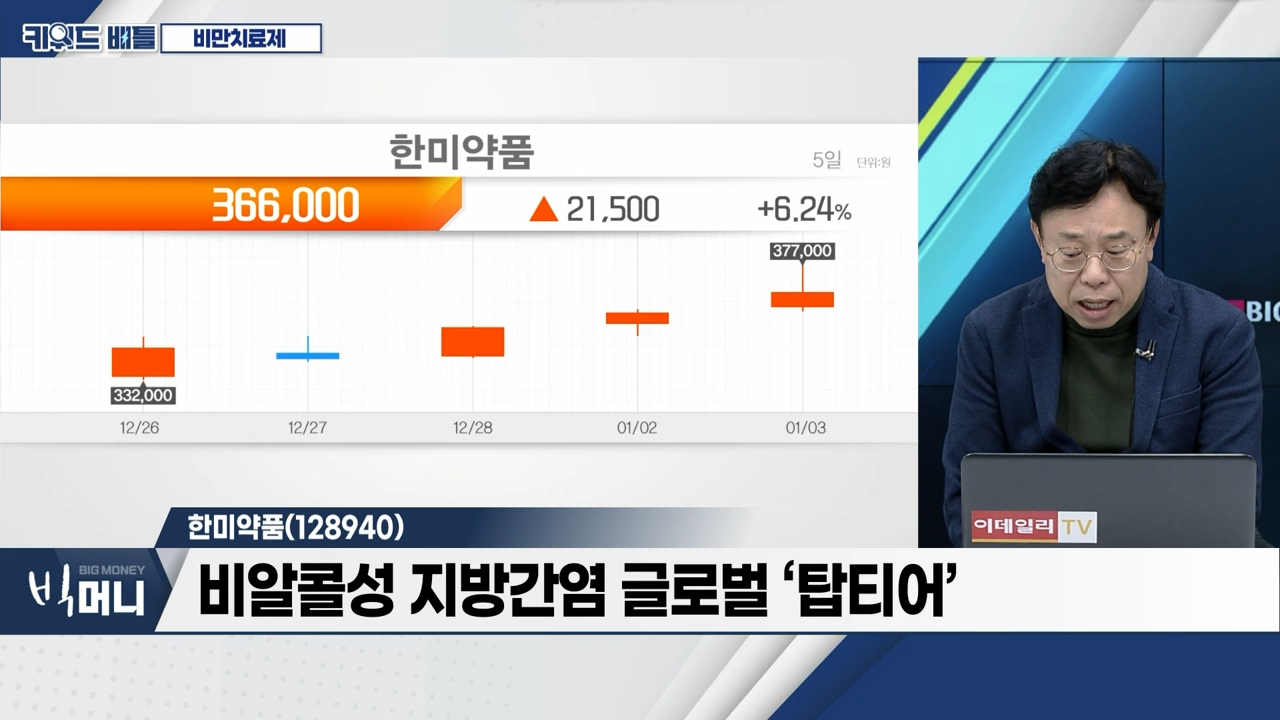 키워드 배틀
비만치료제
한미약품
5일 단위:원
366,000 ▲ 21,500 +6.24%
377,000
332,000
12/26 12/27 12/28 01/02 01/03
BIG
이데일리 TV
한미약품(128940)
BIG MONEY
빅머니
비알콜성 지방간염 글로벌 ‘탑티어’